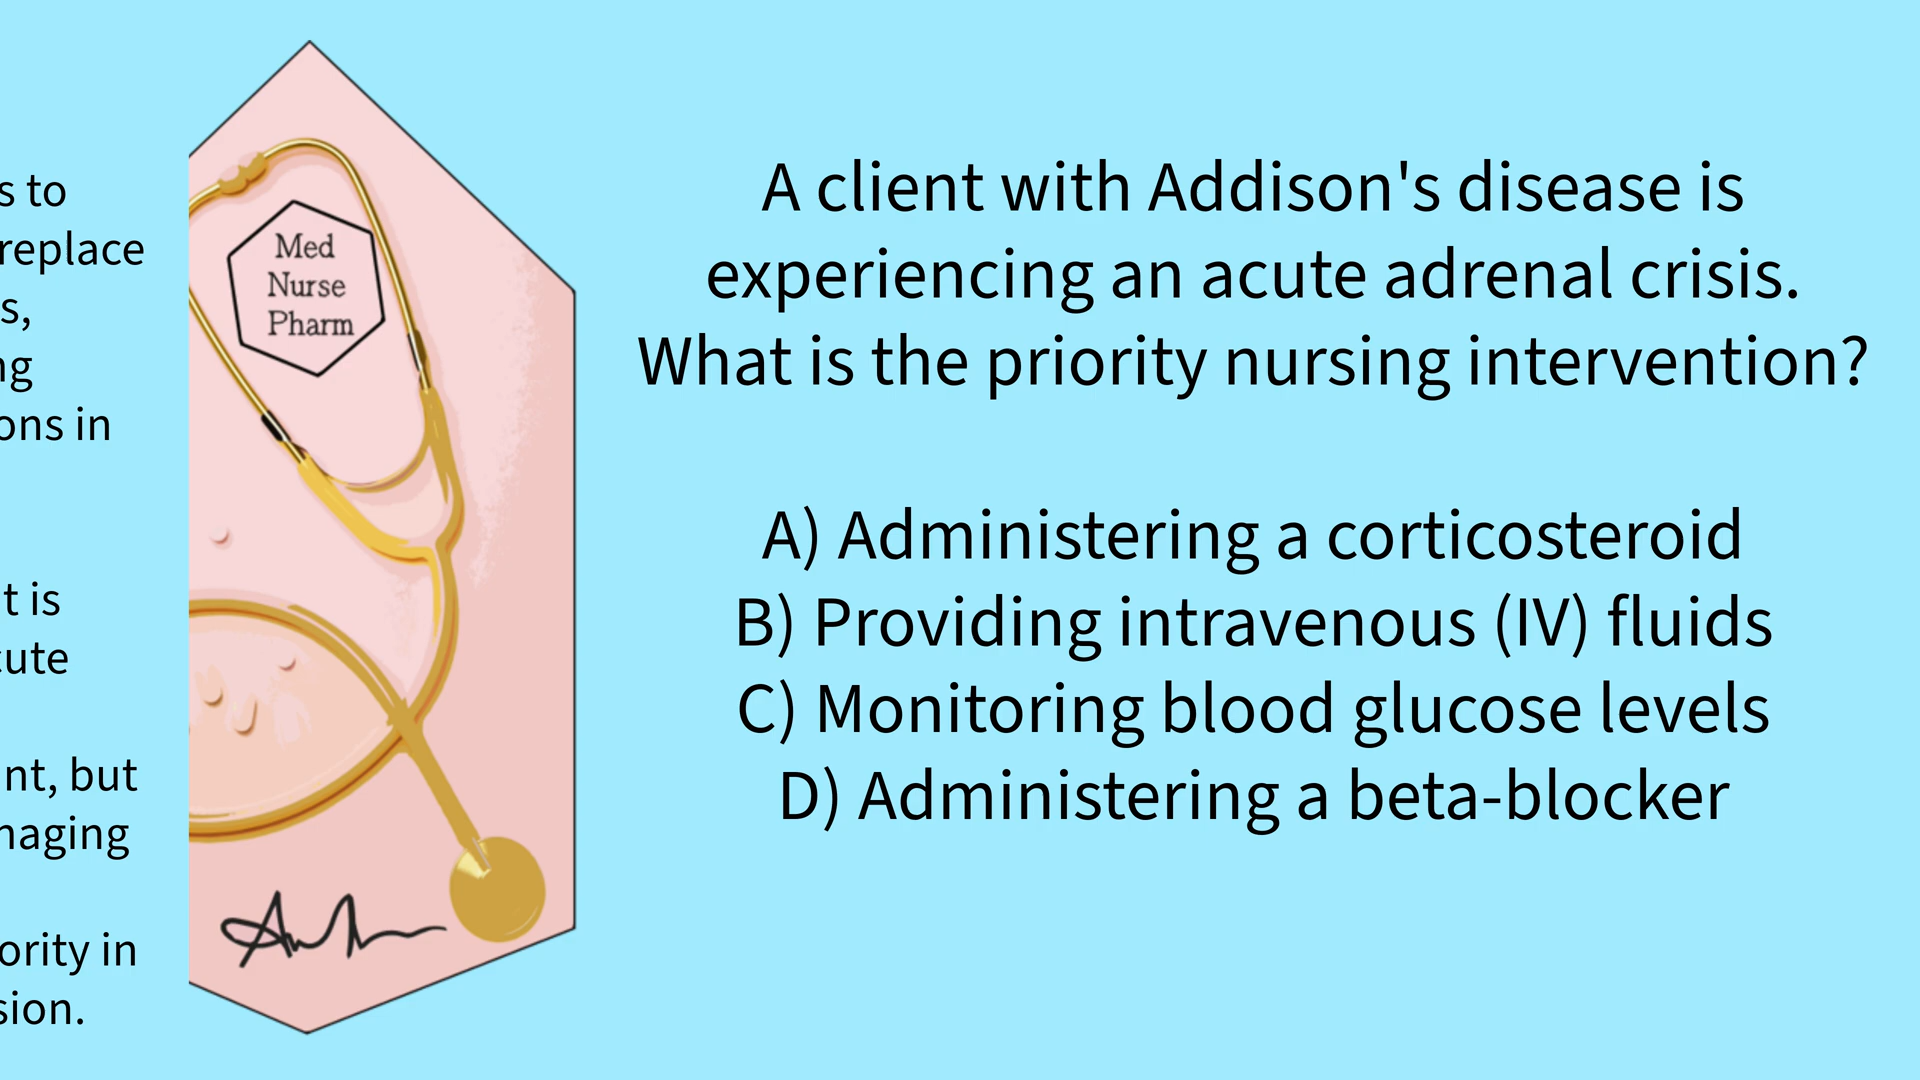 s to
replace
s,
ng
ons in
t is
cute
nt, but
naging
ority in
sion.
Med
Nurse
Pharm
A client with Addison's disease is
experiencing an acute adrenal crisis.
What is the priority nursing intervention?
A) Administering a corticosteroid
B) Providing intravenous (IV) fluids
C) Monitoring blood glucose levels
D) Administering a beta-blocker